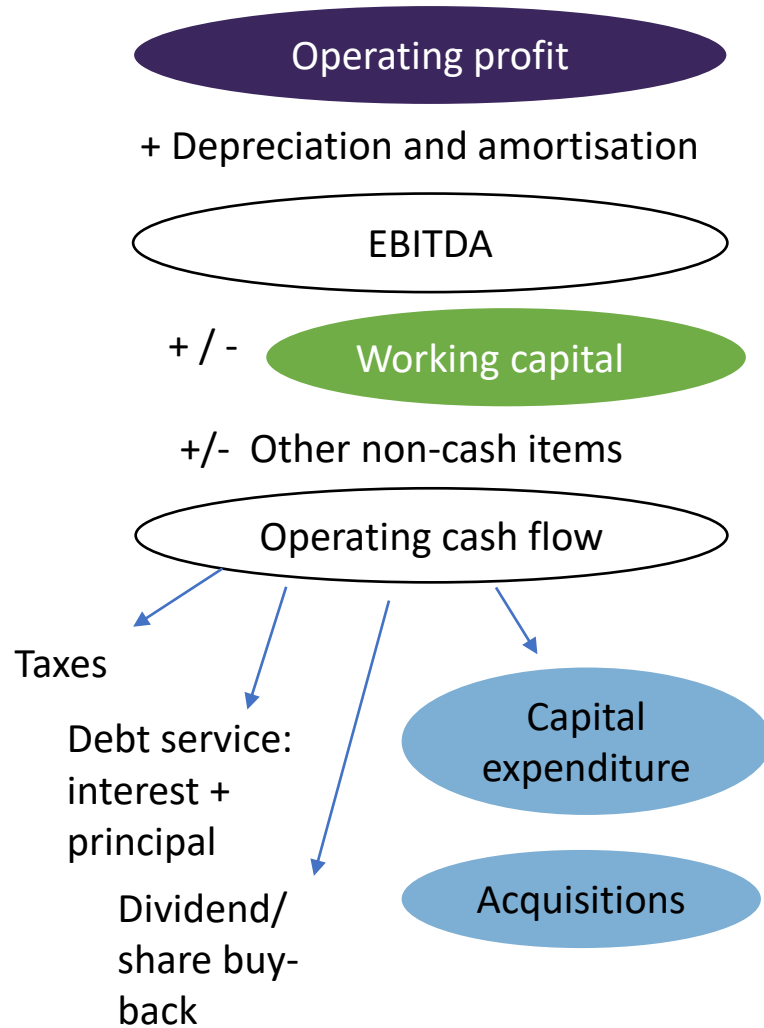 Operating profit
+ Depreciation and amortisation
EBITDA
+ / -
Working capital
+/- Other non-cash items
Operating cash flow
Taxes
Debt service:
interest +
principal
Dividend/
share buy-
back
Capital
expenditure
Acquisitions